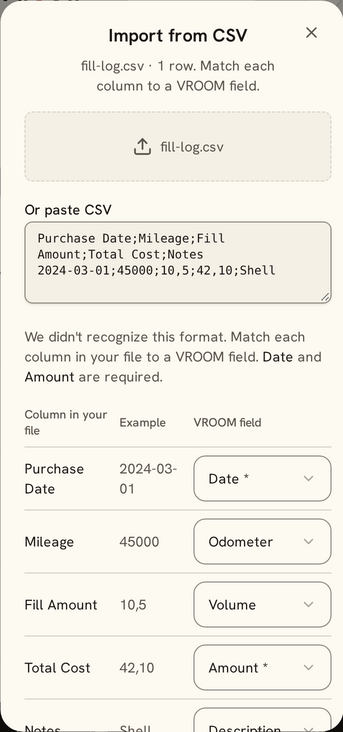 Import from CSV
fill-log.csv · 1 row. Match each
column to a VROOM field.
fill-log.csv
Or paste CSV
Purchase Date;Mileage;Fill
Amount;Total Cost;Notes
2024-03-01;45000;10,5;42,10;Shell
We didn't recognize this format. Match each
column in your file to a VROOM field. Date and
Amount are required.
Column in your
file
Example
VROOM field
Purchase
Date
2024-03-
01
Date *
Mileage
45000
Odometer
Fill Amount
10,5
Volume
Total Cost
42,10
Amount *
Notes
Shell
Description